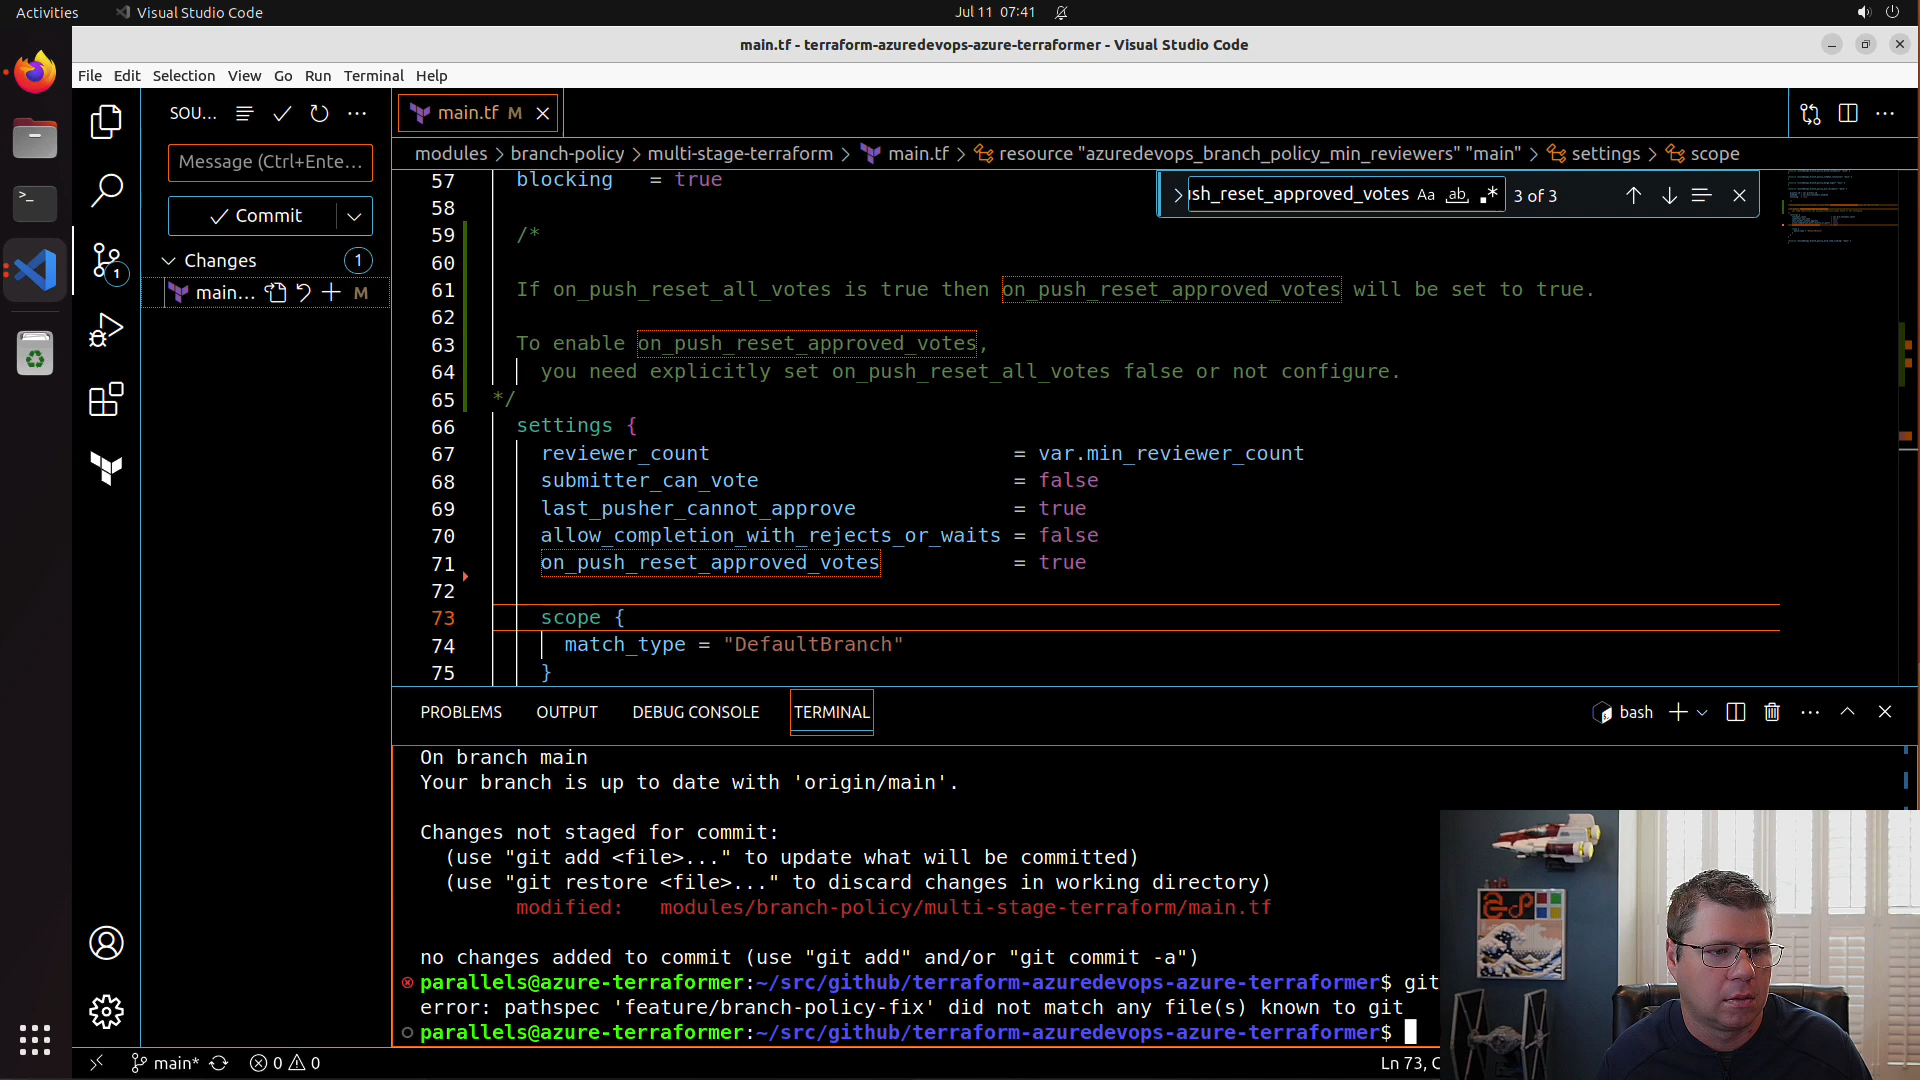 Activities
Visual Studio Code
Jul 11 07:41
main.tf - terraform-azuredevops-azure-terraformer - Visual Studio Code
File Edit Selection View Go Run Terminal Help
SOU...
main.tf M
Message (Ctrl+Ente...
Commit
Changes 1
main... M
1
modules > branch-policy > multi-stage-terraform > main.tf > resource "azuredevops_branch_policy_min_reviewers" "main" > settings > scope
ush_reset_approved_votes Aa ab 3 of 3
57 blocking = true
58
59 /*
60
61 If on_push_reset_all_votes is true then on_push_reset_approved_votes will be set to true.
62
63 To enable on_push_reset_approved_votes,
64 you need explicitly set on_push_reset_all_votes false or not configure.
65 */
66 settings {
67 reviewer_count = var.min_reviewer_count
68 submitter_can_vote = false
69 last_pusher_cannot_approve = true
70 allow_completion_with_rejects_or_waits = false
71 on_push_reset_approved_votes = true
72
73 scope {
74 match_type = "DefaultBranch"
75 }
PROBLEMS OUTPUT DEBUG CONSOLE TERMINAL
bash
On branch main
Your branch is up to date with 'origin/main'.
Changes not staged for commit:
(use "git add <file>..." to update what will be committed)
(use "git restore <file>..." to discard changes in working directory)
modified: modules/branch-policy/multi-stage-terraform/main.tf
no changes added to commit (use "git add" and/or "git commit -a")
parallels@azure-terraformer:~/src/github/terraform-azuredevops-azure-terraformer$ git
error: pathspec 'feature/branch-policy-fix' did not match any file(s) known to git
parallels@azure-terraformer:~/src/github/terraform-azuredevops-azure-terraformer$
main* 0 0
Ln 73, C